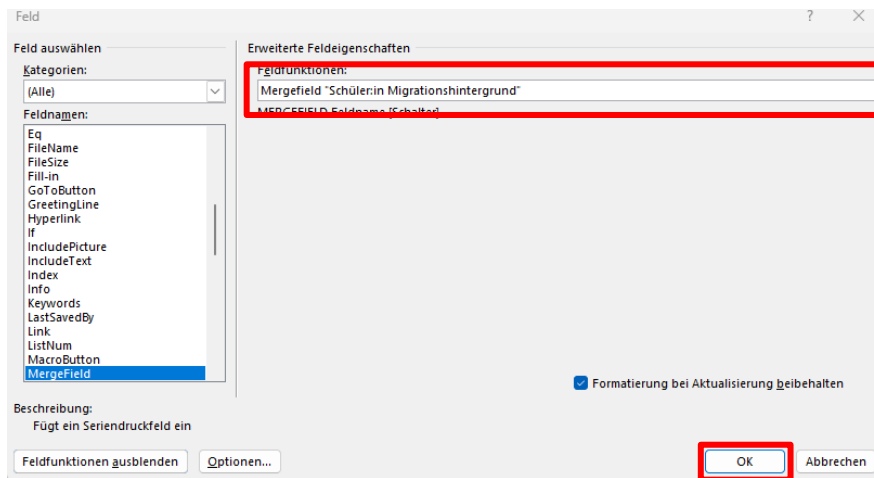 Feld
Feld auswählen
Kategorien:
(Alle)
Feldnamen:
Eq
FileName
FileSize
Fill-in
GoToButton
GreetingLine
Hyperlink
If
IncludePicture
IncludeText
Index
Info
Keywords
LastSavedBy
Link
ListNum
MacroButton
MergeField
Erweiterte Feldeigenschaften
Feldfunktionen:
Mergefield "Schüler:in Migrationshintergrund"
MERGEFIELD Feldname [Schalter]
Formatierung bei Aktualisierung beibehalten
Beschreibung:
Fügt ein Seriendruckfeld ein
Feldfunktionen ausblenden
Optionen...
OK
Abbrechen